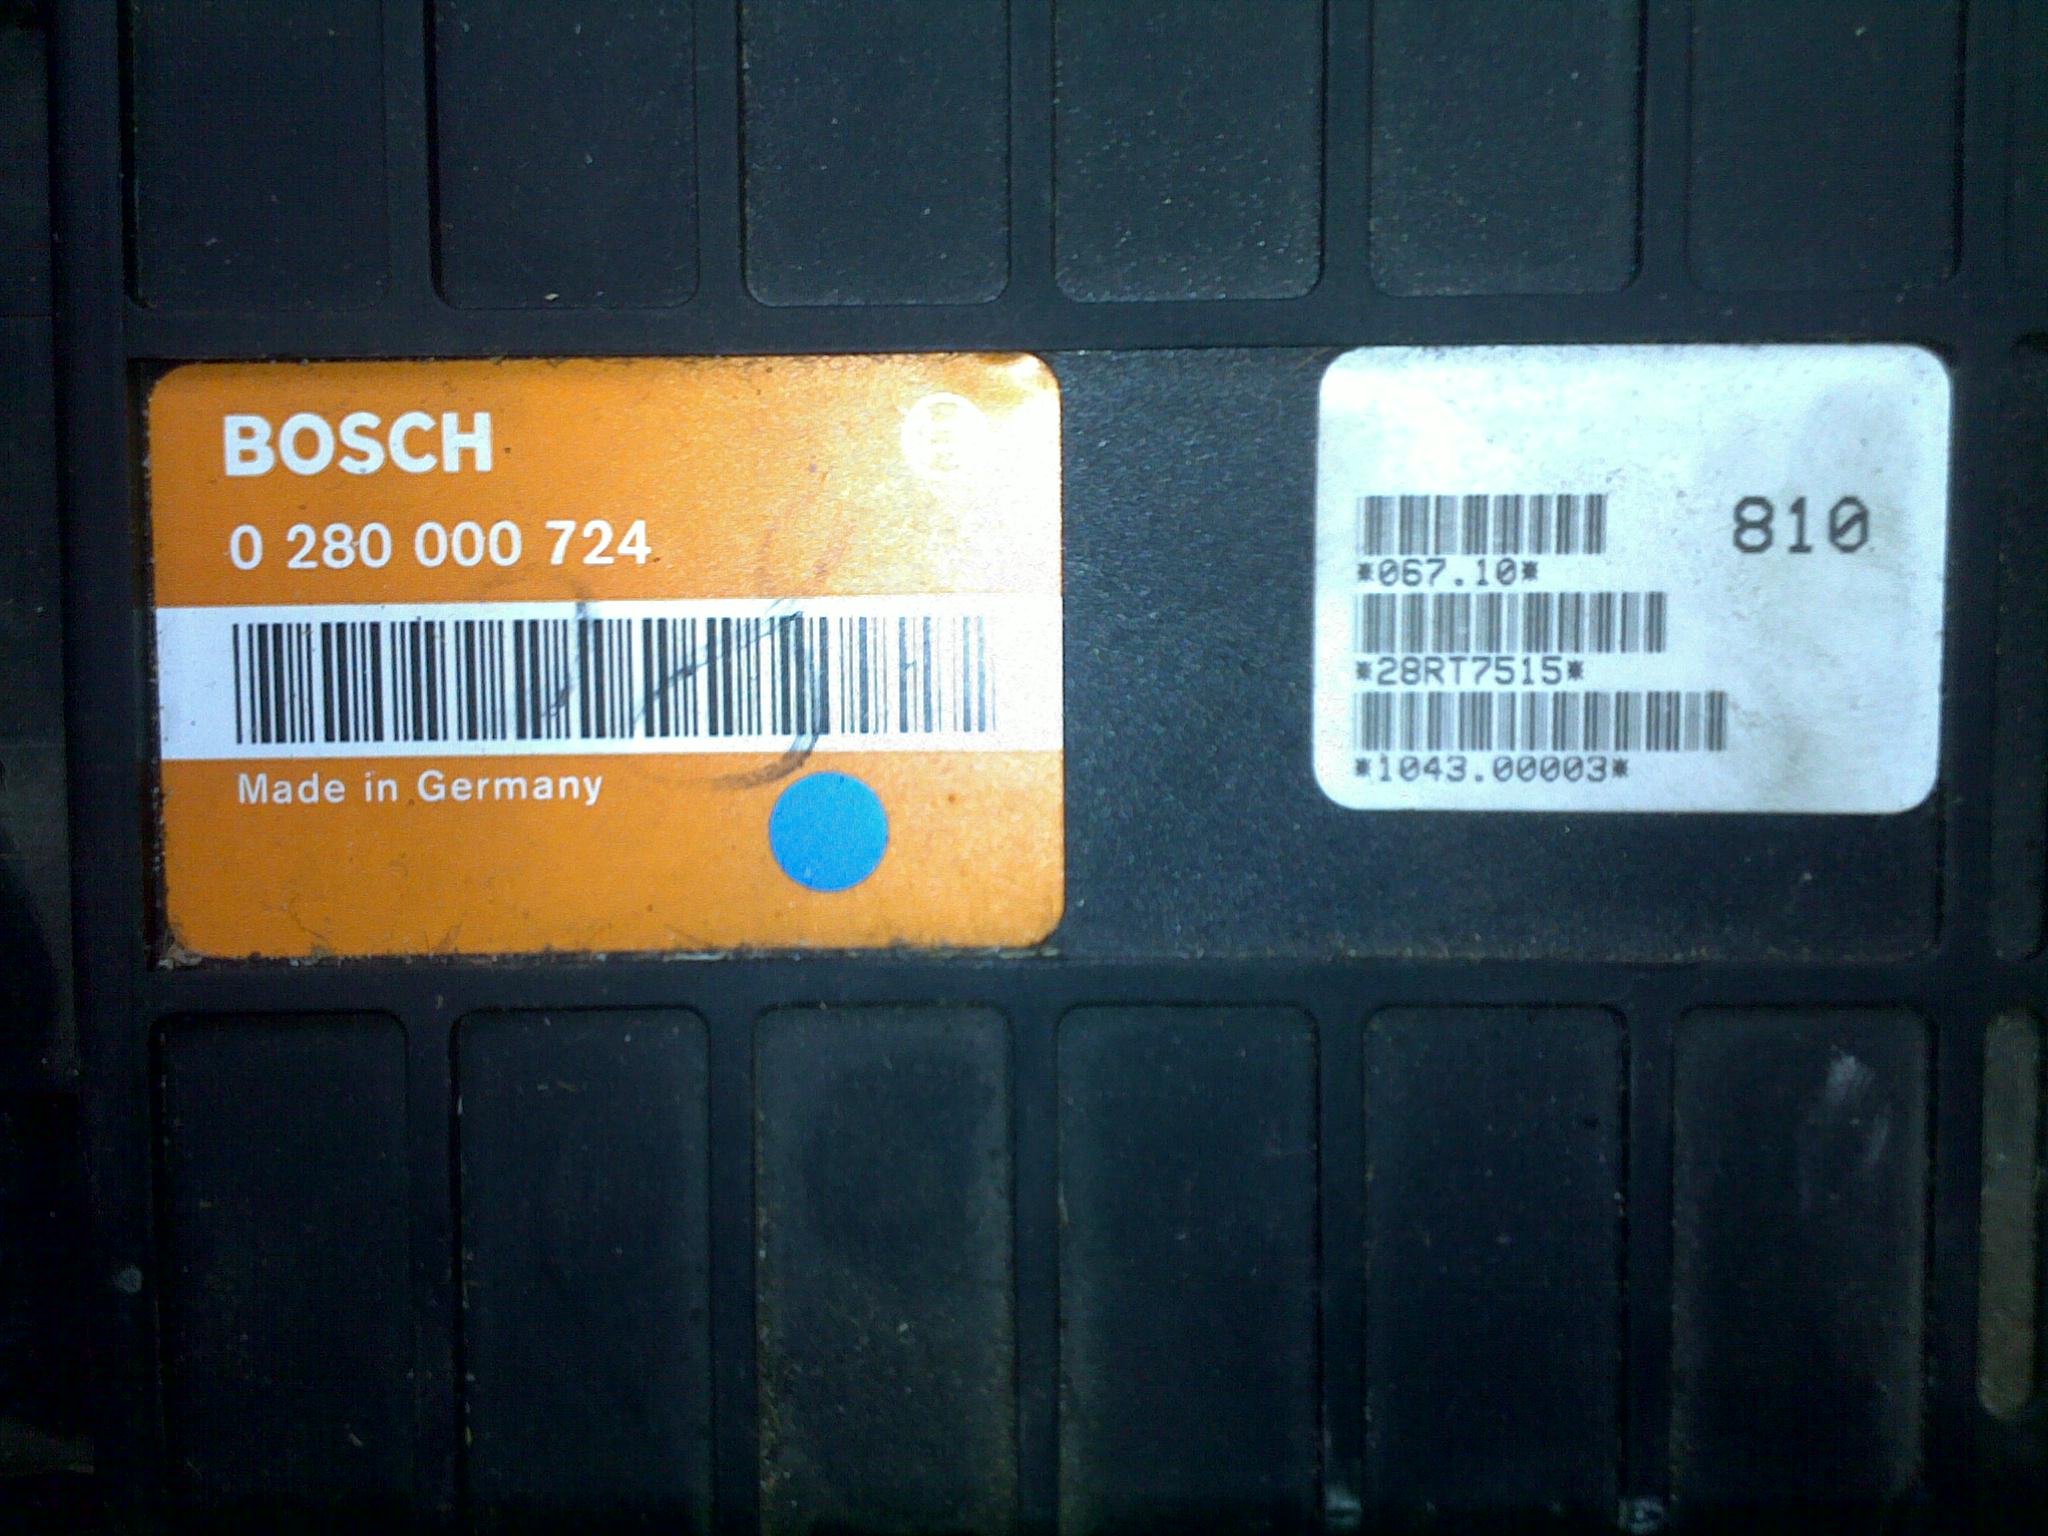 BOSCH
0 280 000 724
Made in Germany
810
*067.10*
*28RT7515*
*1043.00003*